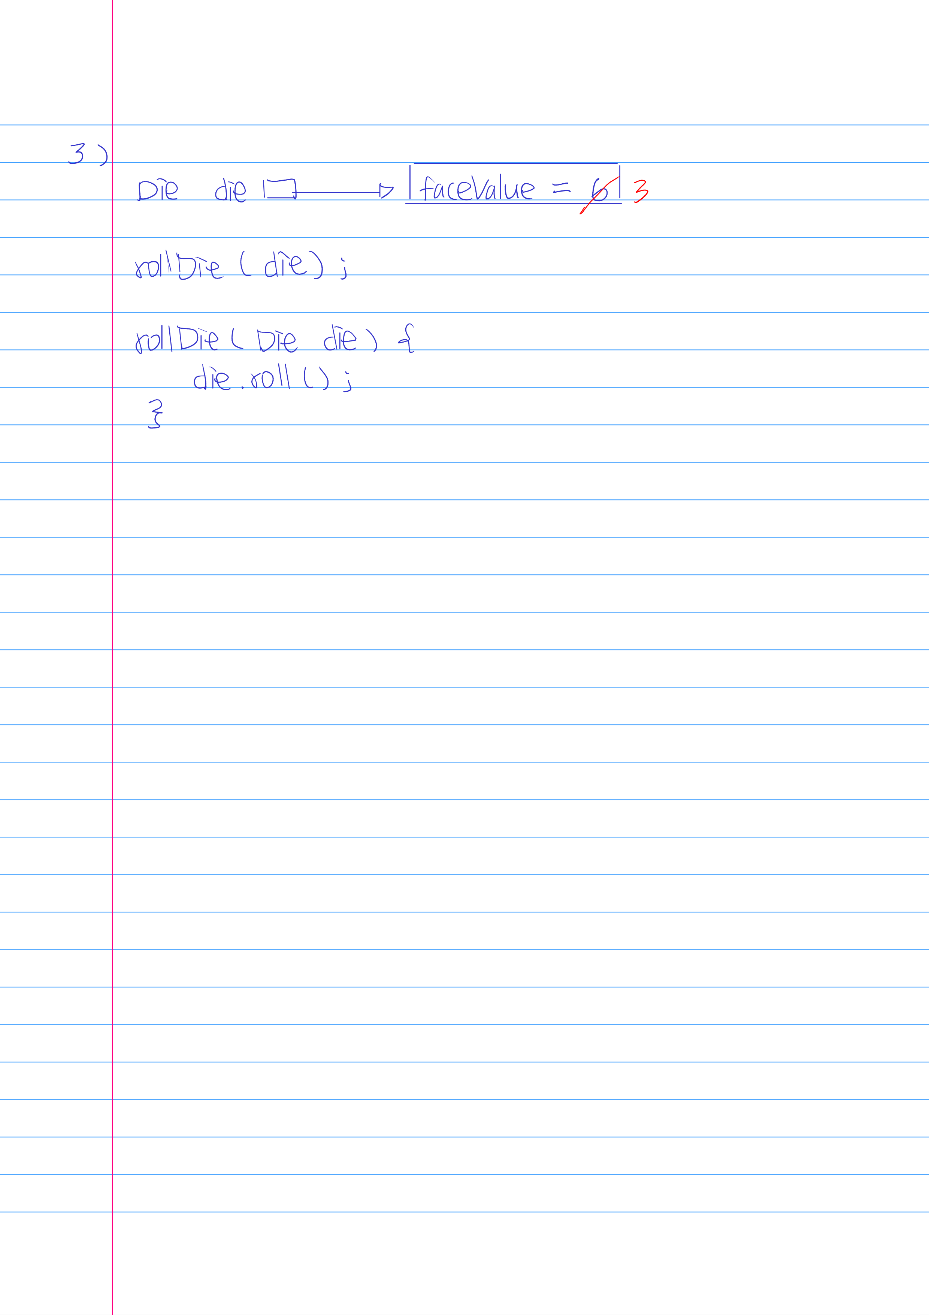 3)
Die die faceValue = 6 3
rollDie (die) ;
rollDie ( Die die) {
die.roll () ;
}